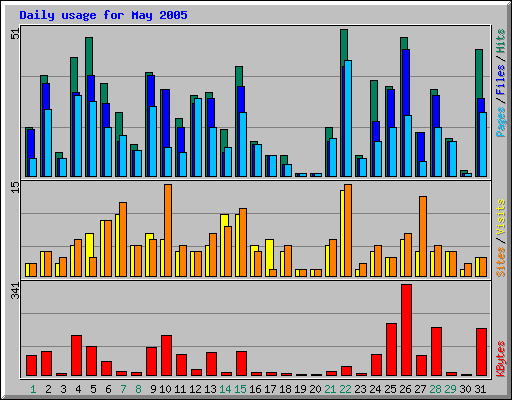 Daily usage for May 2005
51
Pages / Files / Hits
15
Sites / Visits
341
KBytes
1 2 3 4 5 6 7 8 9 10 11 12 13 14 15 16 17 18 19 20 21 22 23 24 25 26 27 28 29 30 31